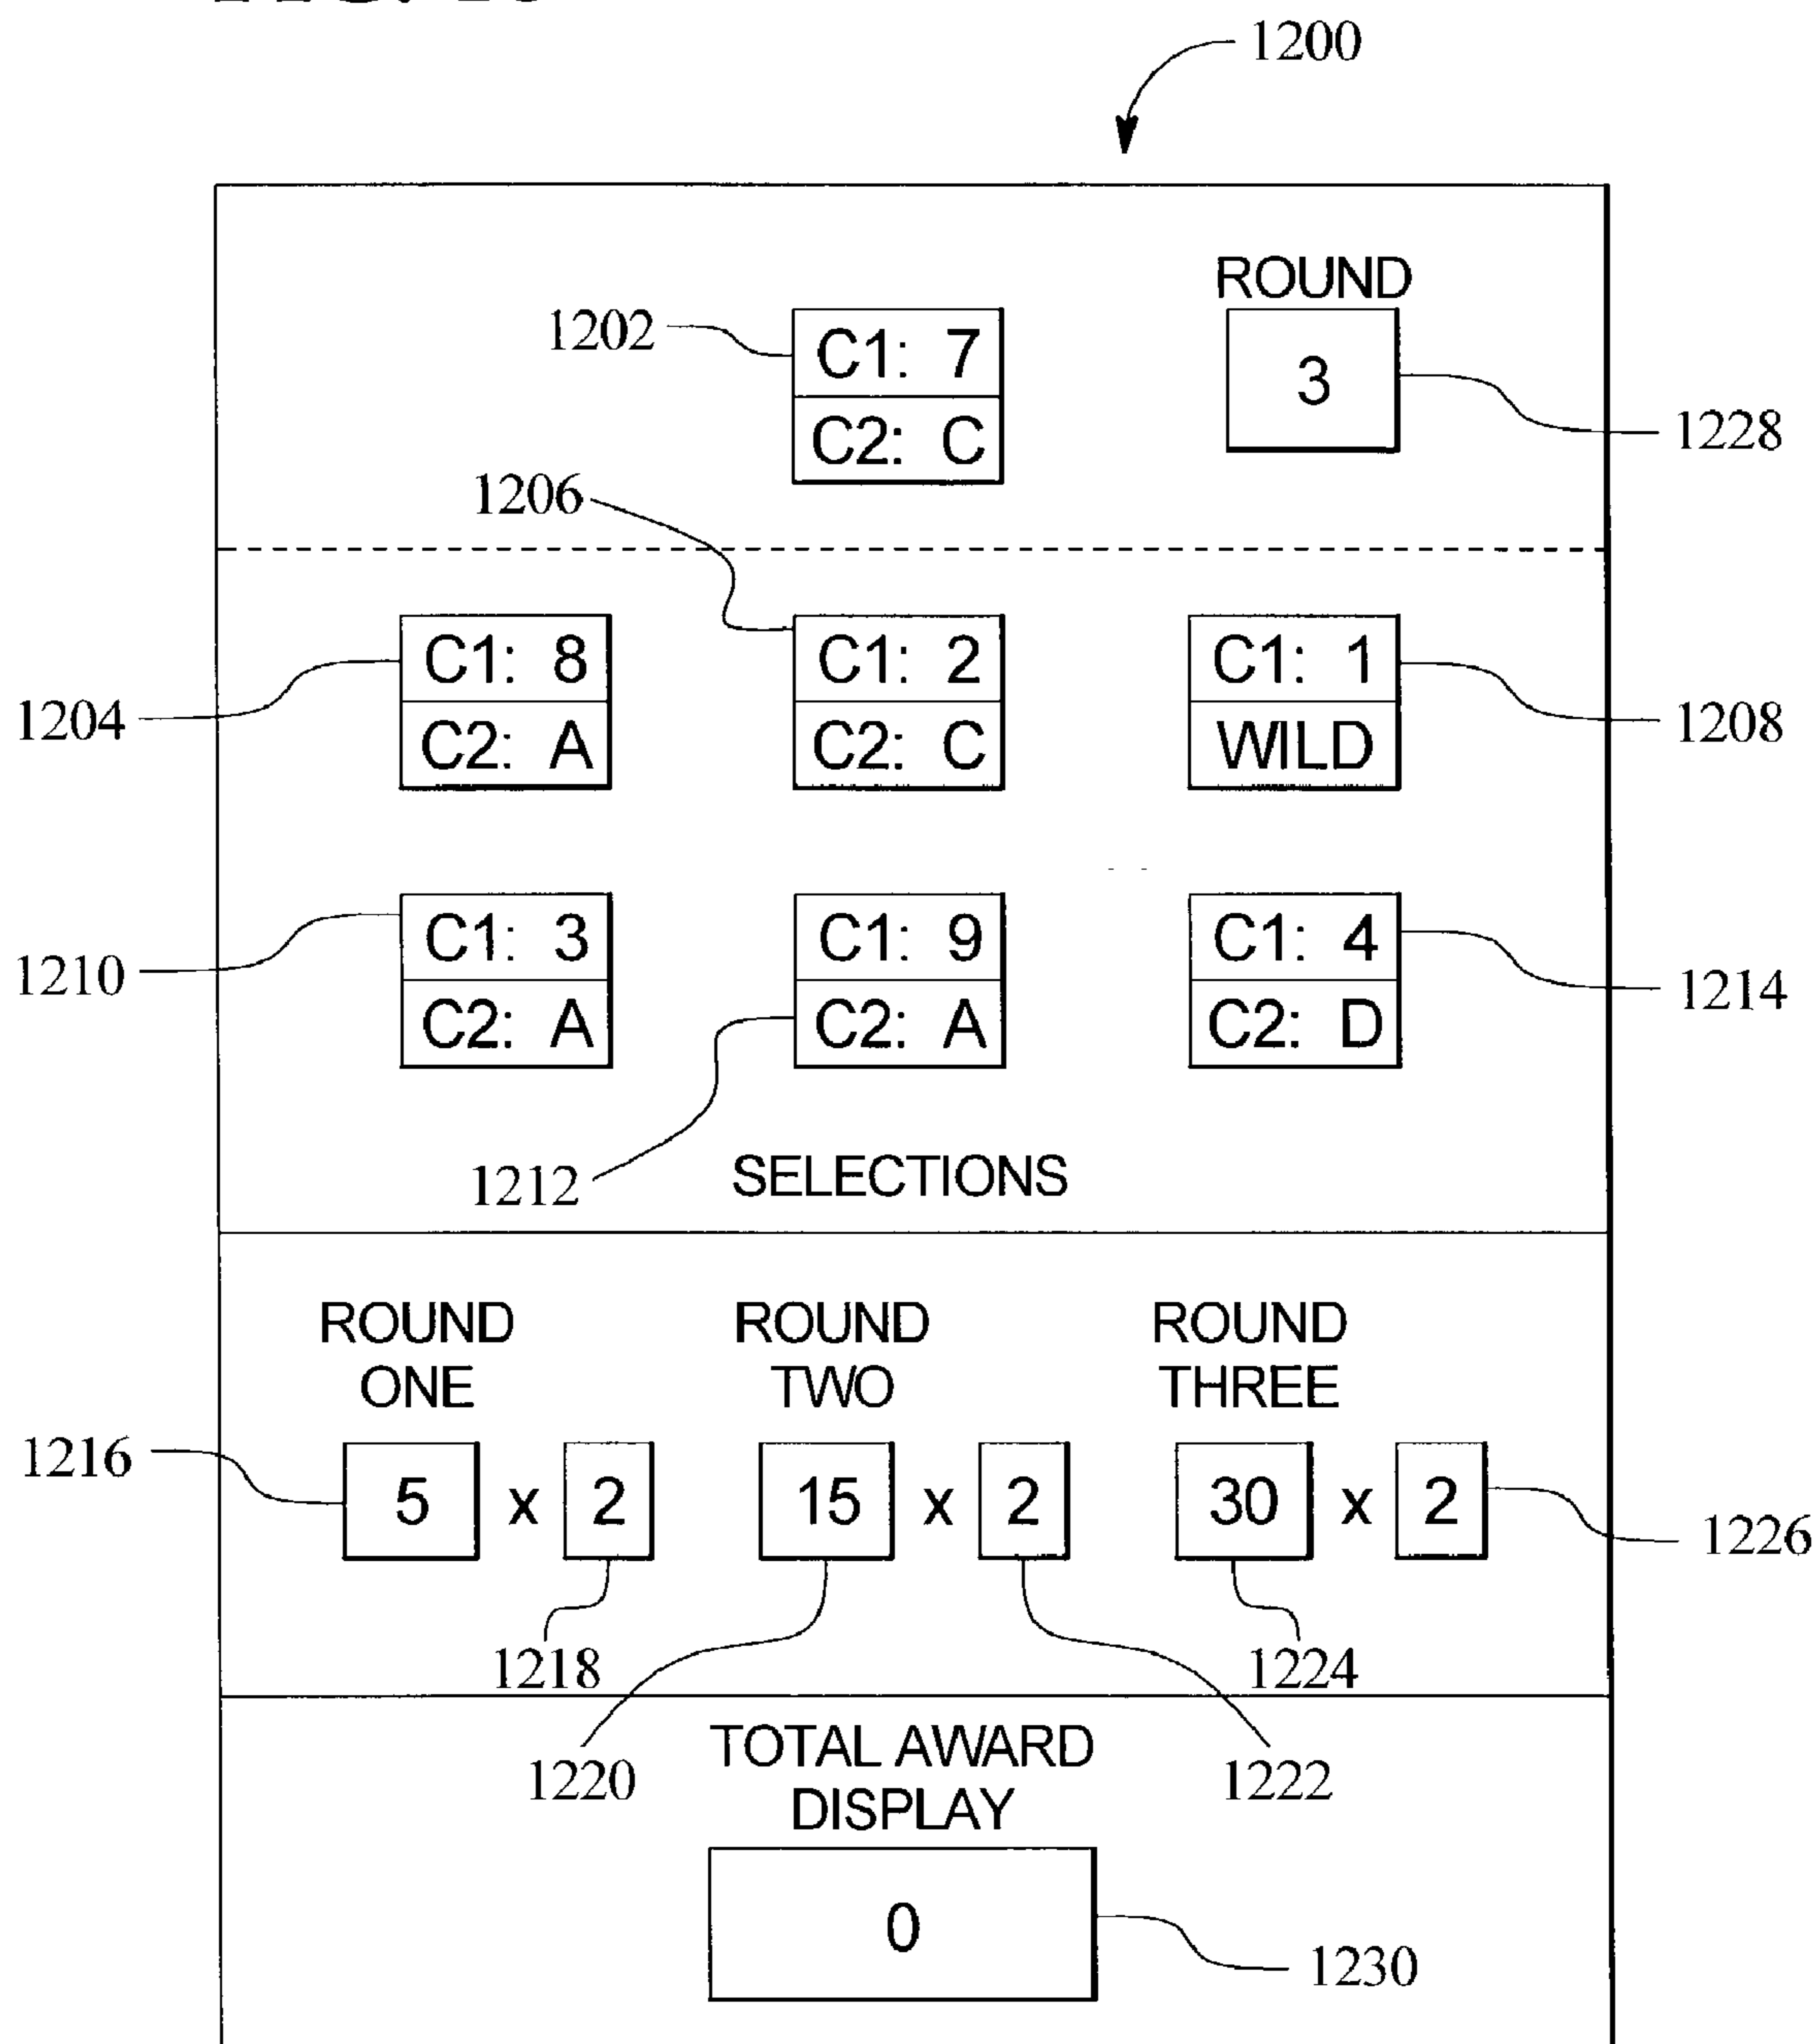 1200
ROUND
1202
C1: 7
3
C2: C
1228
1206
C1: 8
C1: 2
C1: 1
1204
C2: A
C2: C
WILD
1208
C1: 3
C1: 9
C1: 4
1210
C2: A
C2: A
C2: D
1214
1212
SELECTIONS
ROUND ONE
ROUND TWO
ROUND THREE
1216
5 x 2
15 x 2
30 x 2
1226
1218
1224
1220
1222
TOTAL AWARD
DISPLAY
0
1230